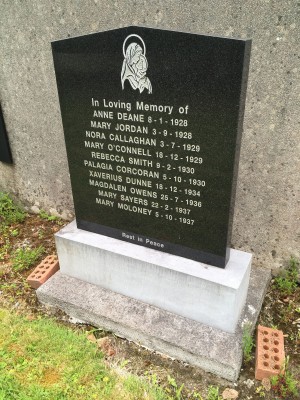 In Loving Memory of
ANNE DEANE 8-1-1928
MARY JORDAN 3-9-1928
NORA CALLAGHAN 3-7-1929
MARY O'CONNELL 18-12-1929
REBECCA SMITH 9-2-1930
PALAGIA CORCORAN 5-10-1930
XAVERIUS DUNNE 18-12-1934
MAGDALEN OWENS 25-7-1936
MARY SAYERS 22-2-1937
MARY MOLONEY 5-10-1937
Rest In Peace